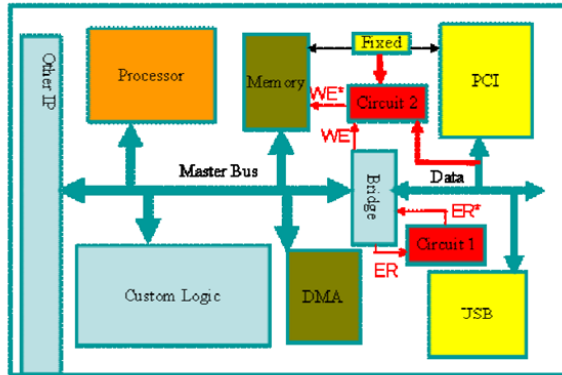 Other IP
Processor
Memory
Fixed
PCI
WE*
Circuit 2
WE
Master Bus
Bridge
Data
ER*
Circuit 1
ER
Custom Logic
DMA
USB